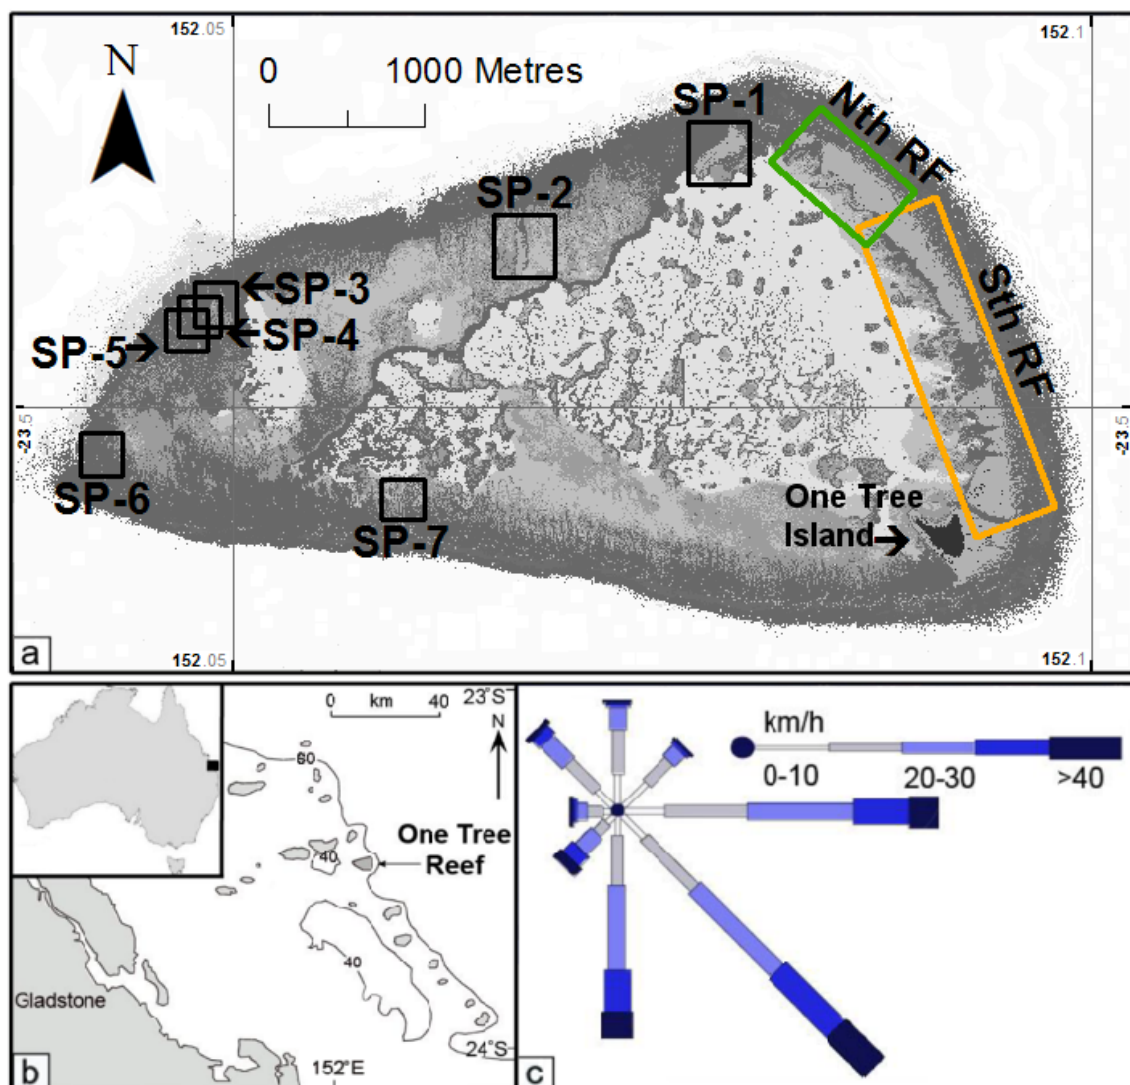 152.05
152.1
N
0 1000 Metres
SP-1
Nth RF
SP-2
Sth RF
SP-3
SP-4
SP-5
-23.5
-23.5
SP-6
SP-7
One Tree
Island
a
152.05
152.1
0 km 40
23°S
N
80
One Tree
Reef
40
40
Gladstone
24°S
152°E
b
km/h
0-10 20-30 >40
c